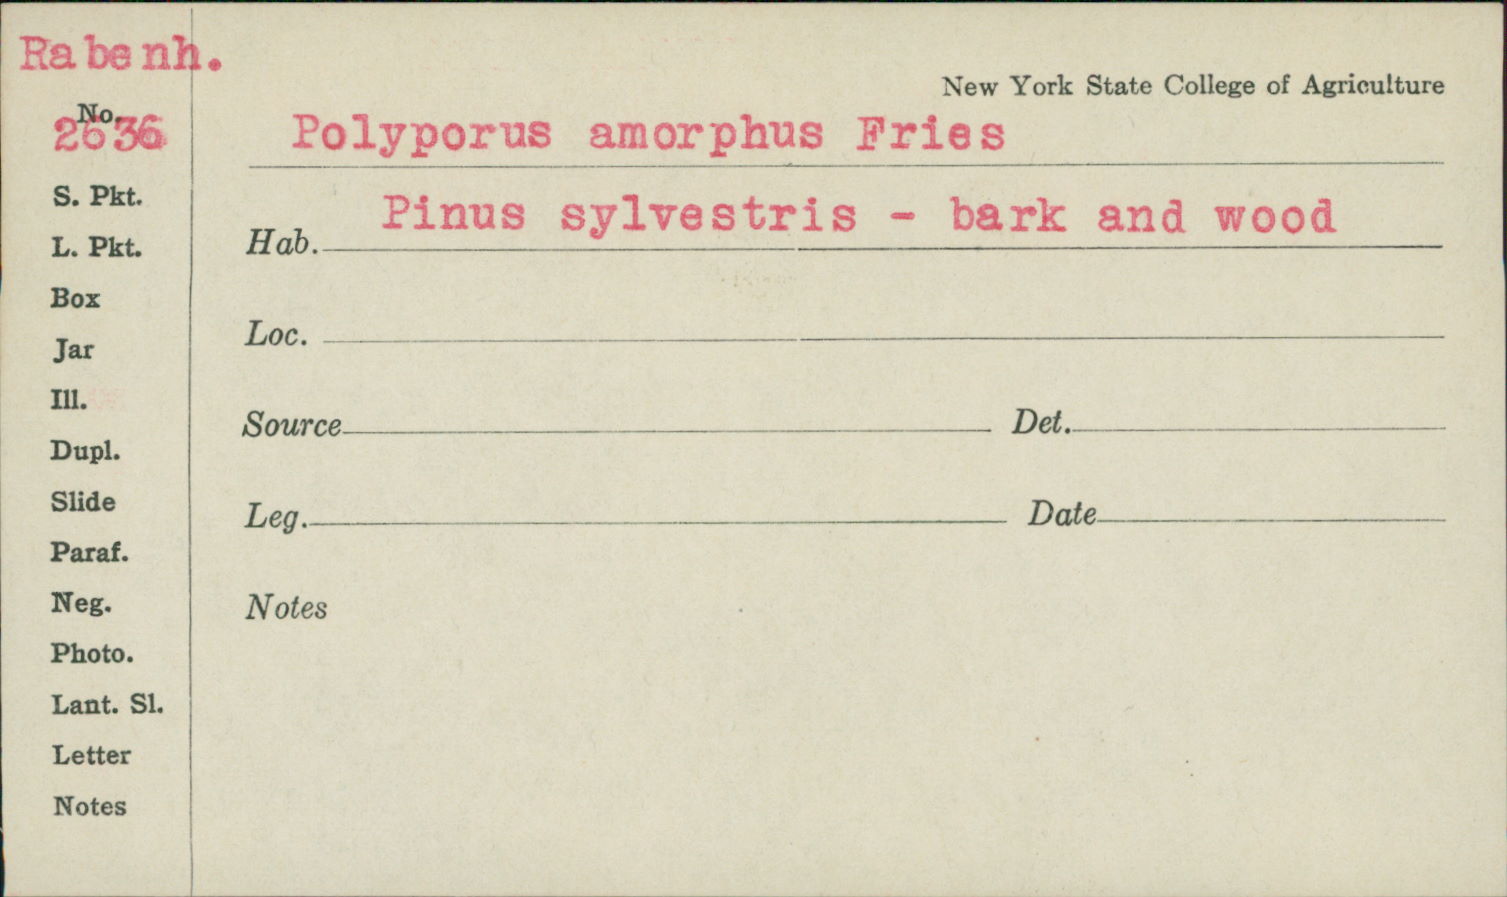 Rabenh.
New York State College of Agriculture
No.
2636
Polyporus amorphus Fries
Hab. Pinus sylvestris - bark and wood
Loc.
Source Det.
Leg. Date
Notes
S. Pkt.
L. Pkt.
Box
Jar
Ill.
Dupl.
Slide
Paraf.
Neg.
Photo.
Lant. Sl.
Letter
Notes